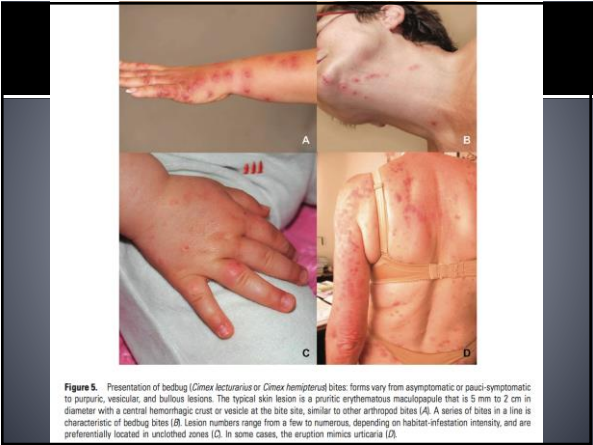 A
B
C
D
Figure 5. Presentation of bedbug (Cimex lecturarius or Cimex hemipterus) bites: forms vary from asymptomatic or pauci-symptomatic
to purpuric, vesicular, and bullous lesions. The typical skin lesion is a pruritic erythematous maculopapule that is 5 mm to 2 cm in
diameter with a central hemorrhagic crust or vesicle at the bite site, similar to other arthropod bites (A). A series of bites in a line is
characteristic of bedbug bites (B). Lesion numbers range from a few to numerous, depending on habitat-infestation intensity, and are
preferentially located in unclothed zones (C). In some cases, the eruption mimics urticaria (D).